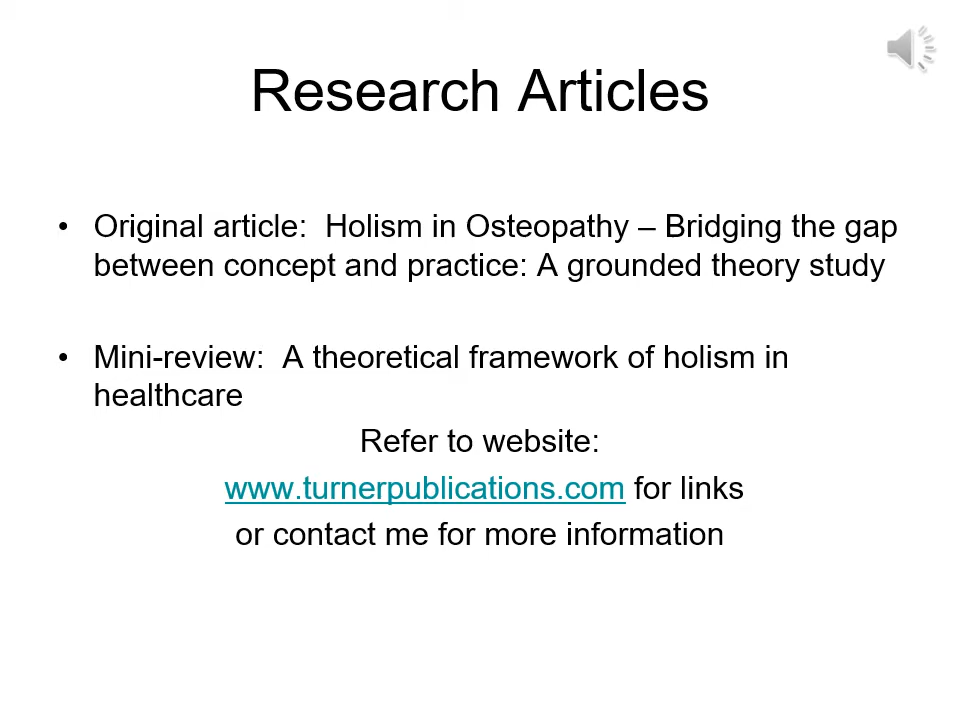 Research Articles
• Original article:  Holism in Osteopathy – Bridging the gap
between concept and practice: A grounded theory study
• Mini-review:  A theoretical framework of holism in
healthcare
Refer to website:
www.turnerpublications.com for links
or contact me for more information